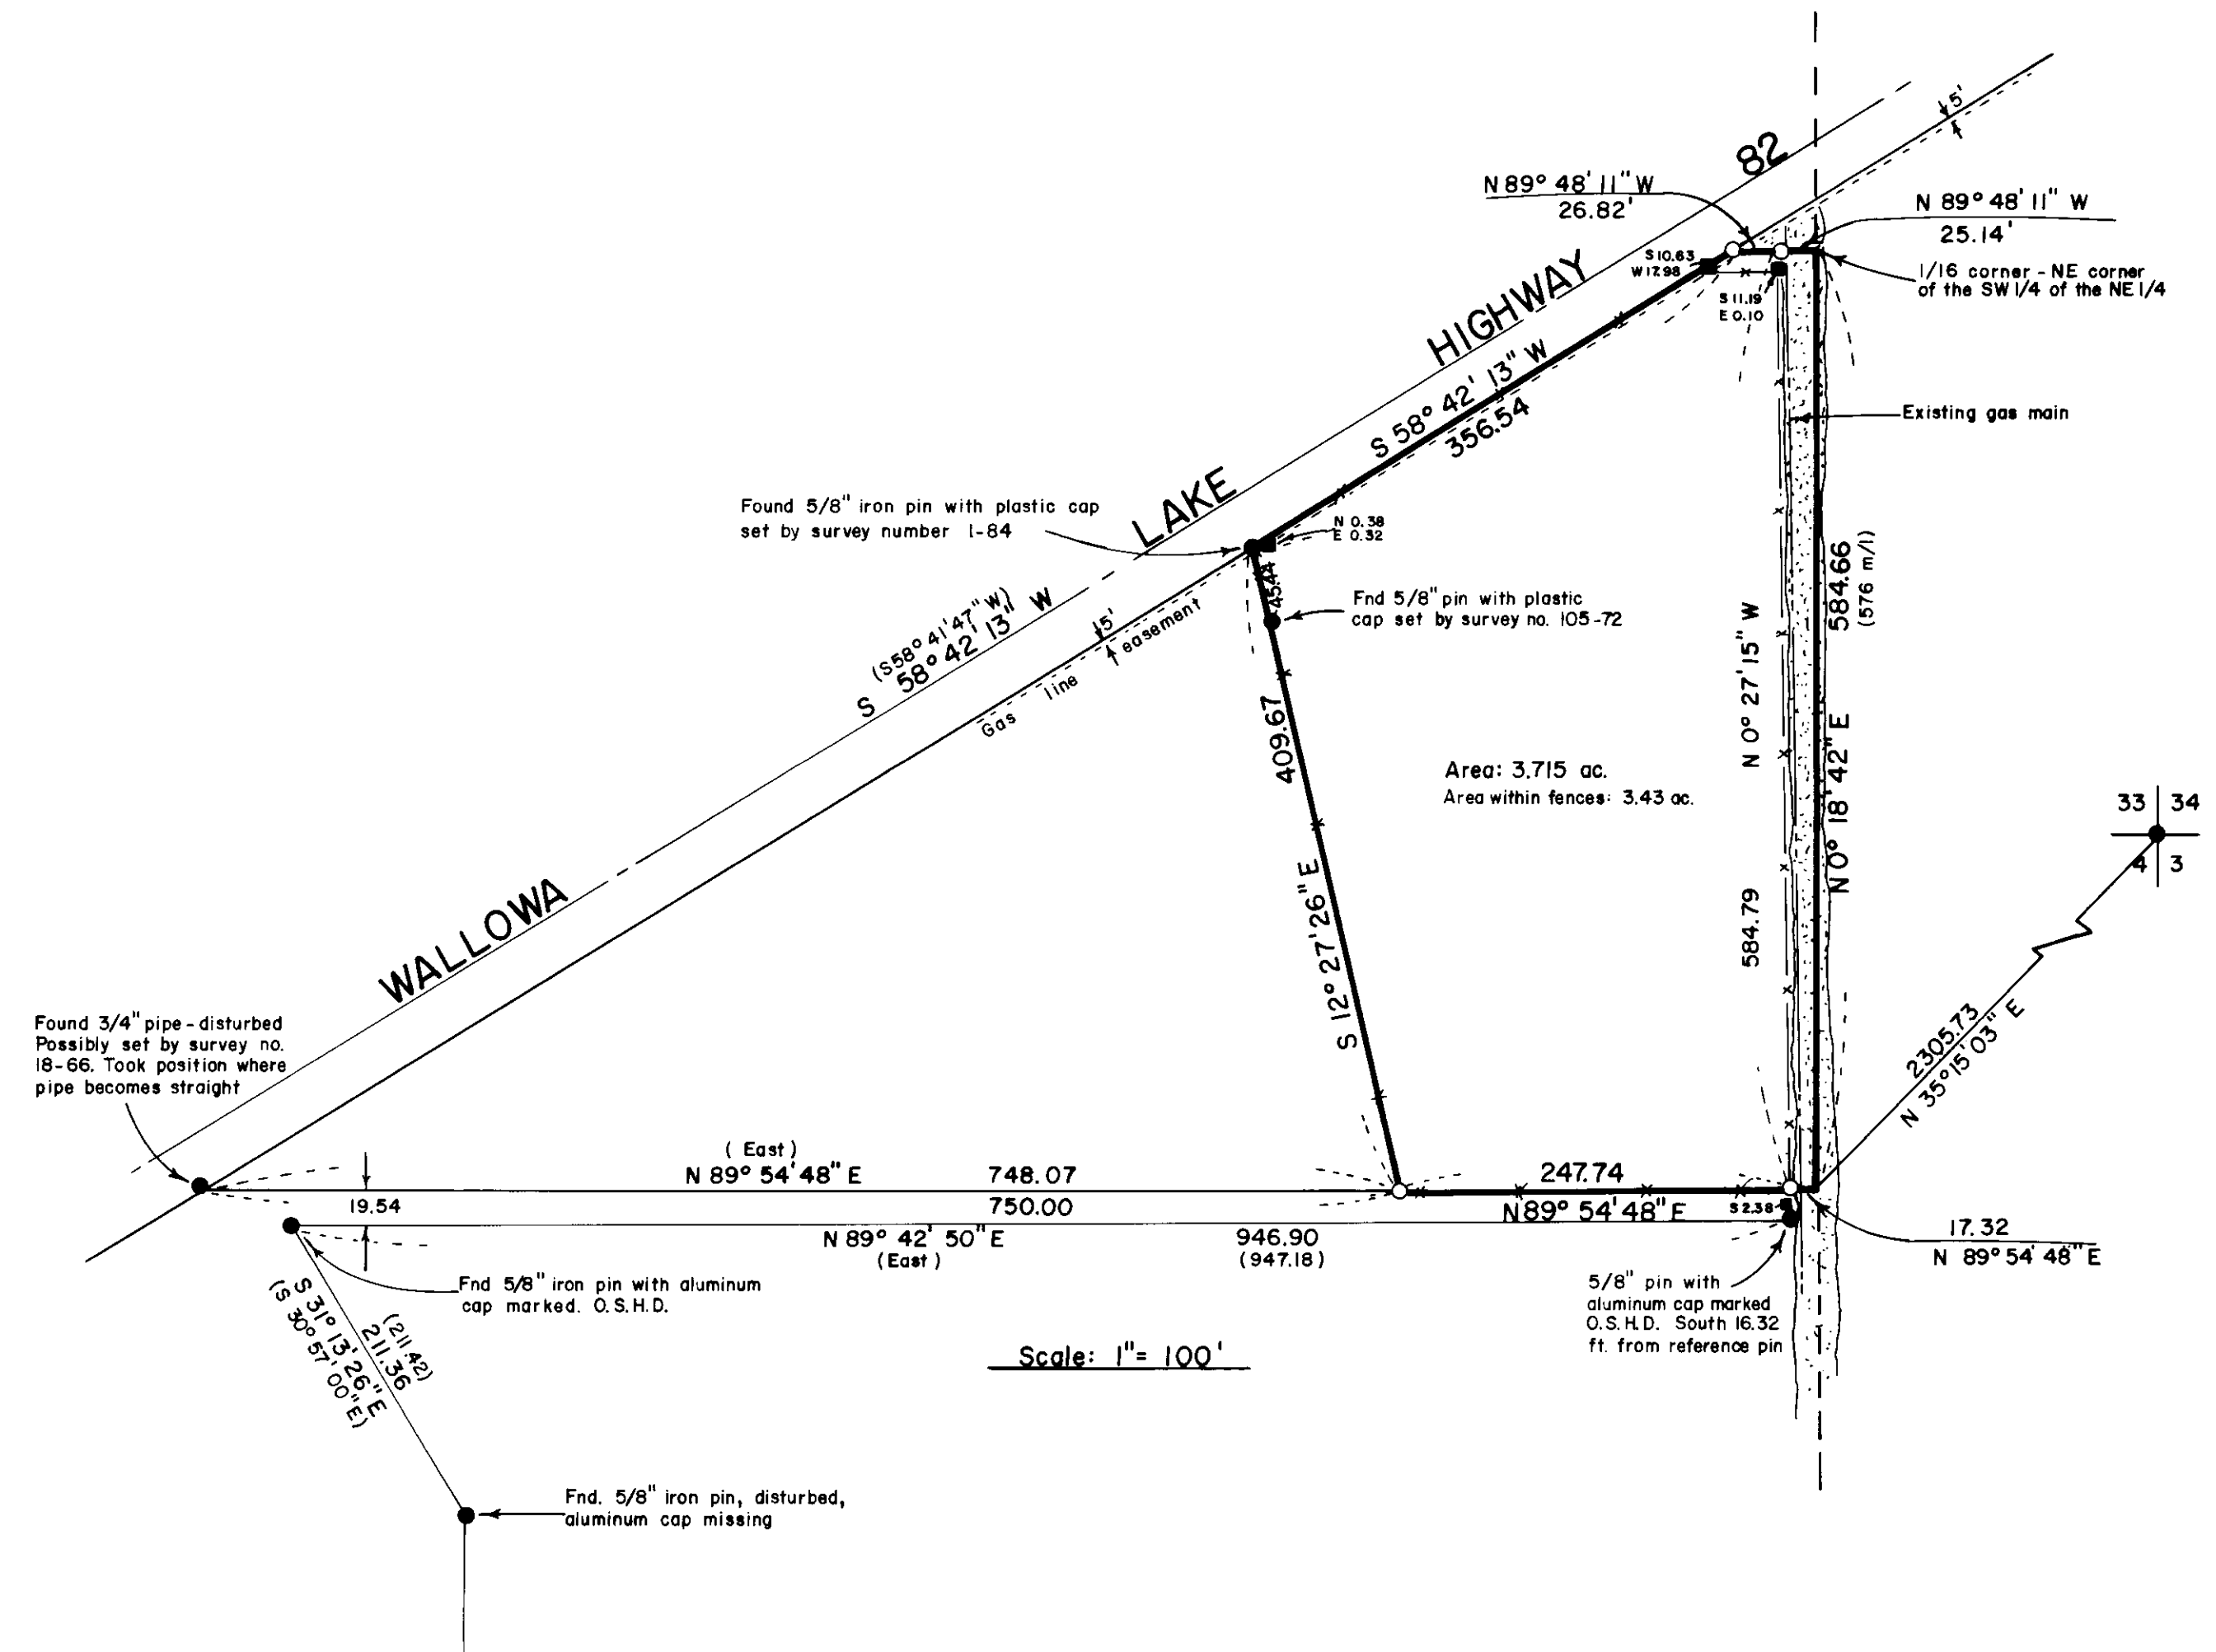 82
5'
N 89° 48' 11" W
26.82'
N 89° 48' 11" W
25.14'
S 10.63
W 17.98
1/16 corner - NE corner
of the SW 1/4 of the NE 1/4
S 11.19
E 0.10
HIGHWAY
S 58° 42' 13" W
356.54
Existing gas main
LAKE
Found 5/8" iron pin with plastic cap
set by survey number 1-84
N 0.38
E 0.32
45.44
Fnd 5/8" pin with plastic
cap set by survey no. 105-72
584.66
(576 m/l)
(S58° 41' 47" W)
S 58° 42' 13" W
5'
Gas line easement
N 0° 27' 15" W
584.79
N 0° 18' 42" E
409.67
S 12° 27' 26" E
Area: 3.715 ac.
Area within fences: 3.43 ac.
33 34
4 3
WALLOWA
2305.73
N 35° 15' 03" E
Found 3/4" pipe - disturbed
Possibly set by survey no.
18-66. Took position where
pipe becomes straight
(East)
N 89° 54' 48" E 748.07
247.74
19.54
750.00
N 89° 54' 48" E
S 2.38
N 89° 42' 50" E 946.90
(East) (947.18)
17.32
N 89° 54' 48" E
Fnd 5/8" iron pin with aluminum
cap marked. O.S.H.D.
5/8" pin with
aluminum cap marked
O.S.H.D. South 16.32
ft. from reference pin
(211.42)
211.36
S 31° 13' 26" E
(S 30° 57' 00" E)
Scale: 1" = 100'
Fnd. 5/8" iron pin, disturbed,
aluminum cap missing